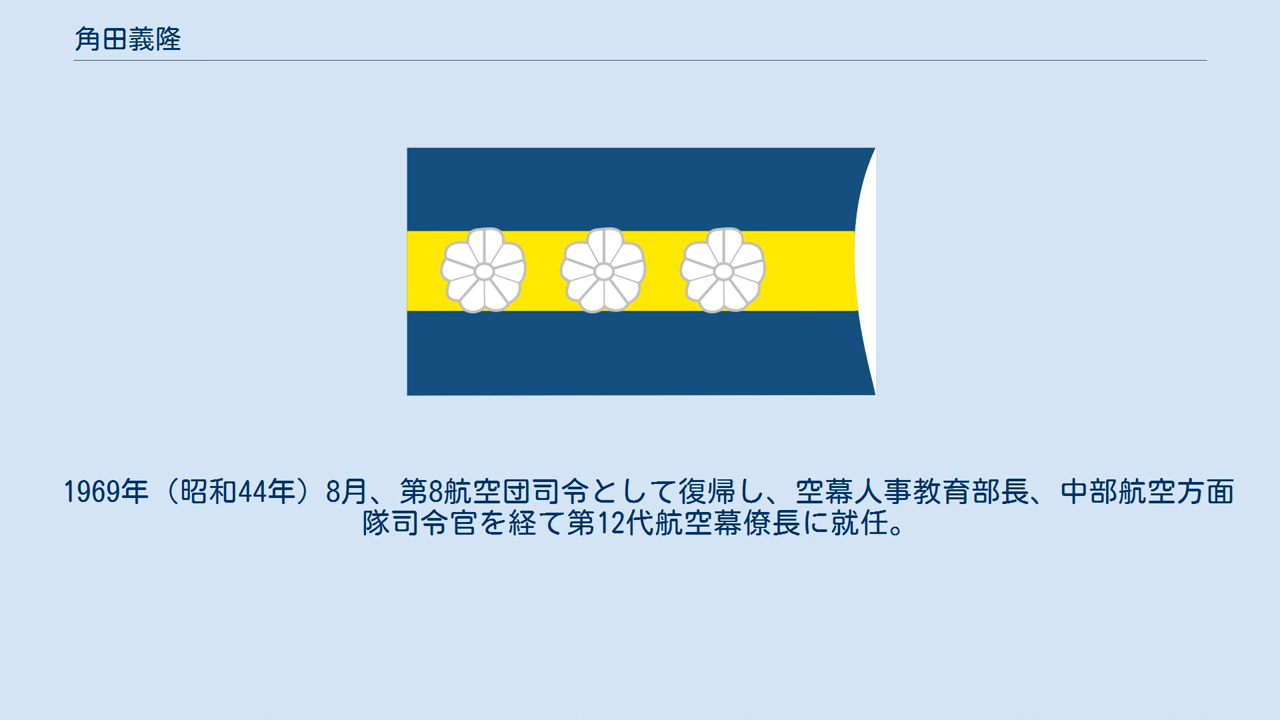 角田義隆
1969年（昭和44年）8月、第8航空団司令として復帰し、空幕人事教育部長、中部航空方面
隊司令官を経て第12代航空幕僚長に就任。